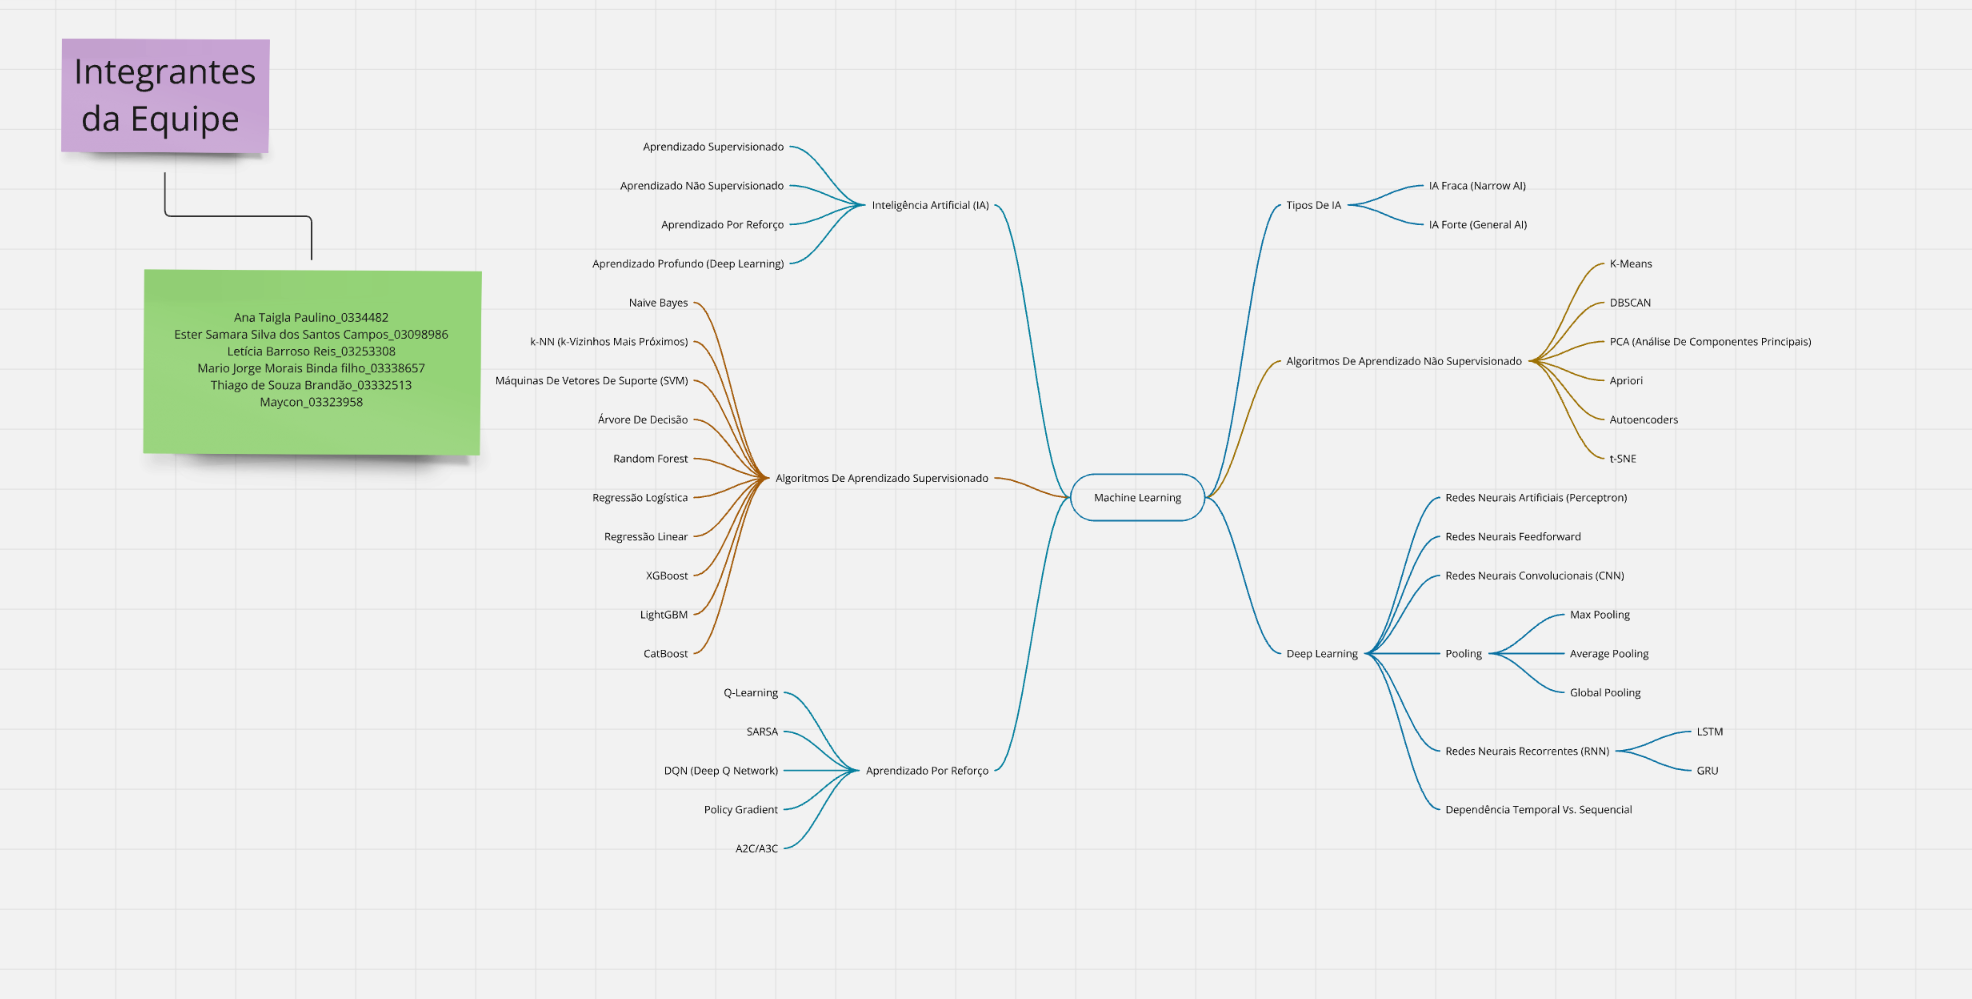 Integrantes
da Equipe
Ana Taigla Paulino_0334482
Ester Samara Silva dos Santos Campos_03098986
Letícia Barroso Reis_03253308
Mario Jorge Morais Binda filho_03338657
Thiago de Souza Brandão_03332513
Maycon_03323958
Machine Learning
Inteligência Artificial (IA)
Aprendizado Supervisionado
Aprendizado Não Supervisionado
Aprendizado Por Reforço
Aprendizado Profundo (Deep Learning)
Algoritmos De Aprendizado Supervisionado
Naive Bayes
k-NN (k-Vizinhos Mais Próximos)
Máquinas De Vetores De Suporte (SVM)
Árvore De Decisão
Random Forest
Regressão Logística
Regressão Linear
XGBoost
LightGBM
CatBoost
Aprendizado Por Reforço
Q-Learning
SARSA
DQN (Deep Q Network)
Policy Gradient
A2C/A3C
Tipos De IA
IA Fraca (Narrow AI)
IA Forte (General AI)
Algoritmos De Aprendizado Não Supervisionado
K-Means
DBSCAN
PCA (Análise De Componentes Principais)
Apriori
Autoencoders
t-SNE
Deep Learning
Redes Neurais Artificiais (Perceptron)
Redes Neurais Feedforward
Redes Neurais Convolucionais (CNN)
Pooling
Max Pooling
Average Pooling
Global Pooling
Redes Neurais Recorrentes (RNN)
LSTM
GRU
Dependência Temporal Vs. Sequencial